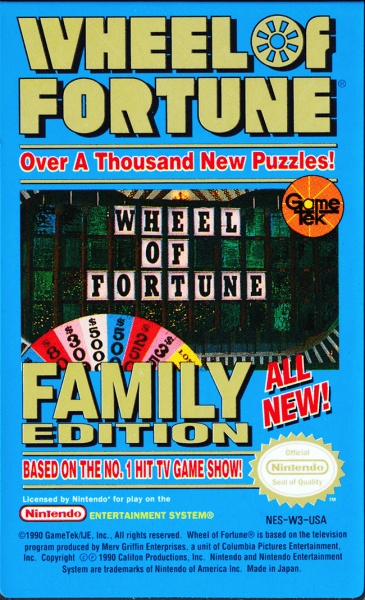 WHEEL OF
FORTUNE®
Over A Thousand New Puzzles!
Game
Tek™
WHEEL
OF
FORTUNE
FAMILY
EDITION
ALL
NEW!
BASED ON THE NO. 1 HIT TV GAME SHOW!
Official
Nintendo
Seal of Quality
TM
Licensed by Nintendo® for play on the
Nintendo ENTERTAINMENT SYSTEM®
NES-W3-USA
©1990 GameTek/IJE, Inc., All rights reserved. Wheel of Fortune® is based on the television
program produced by Merv Griffin Enterprises, a unit of Columbia Pictures Entertainment,
Inc. Copyright ©Ⓟ 1990 Califon Productions, Inc. Nintendo and Nintendo Entertainment
System are trademarks of Nintendo of America Inc. Made in Japan.